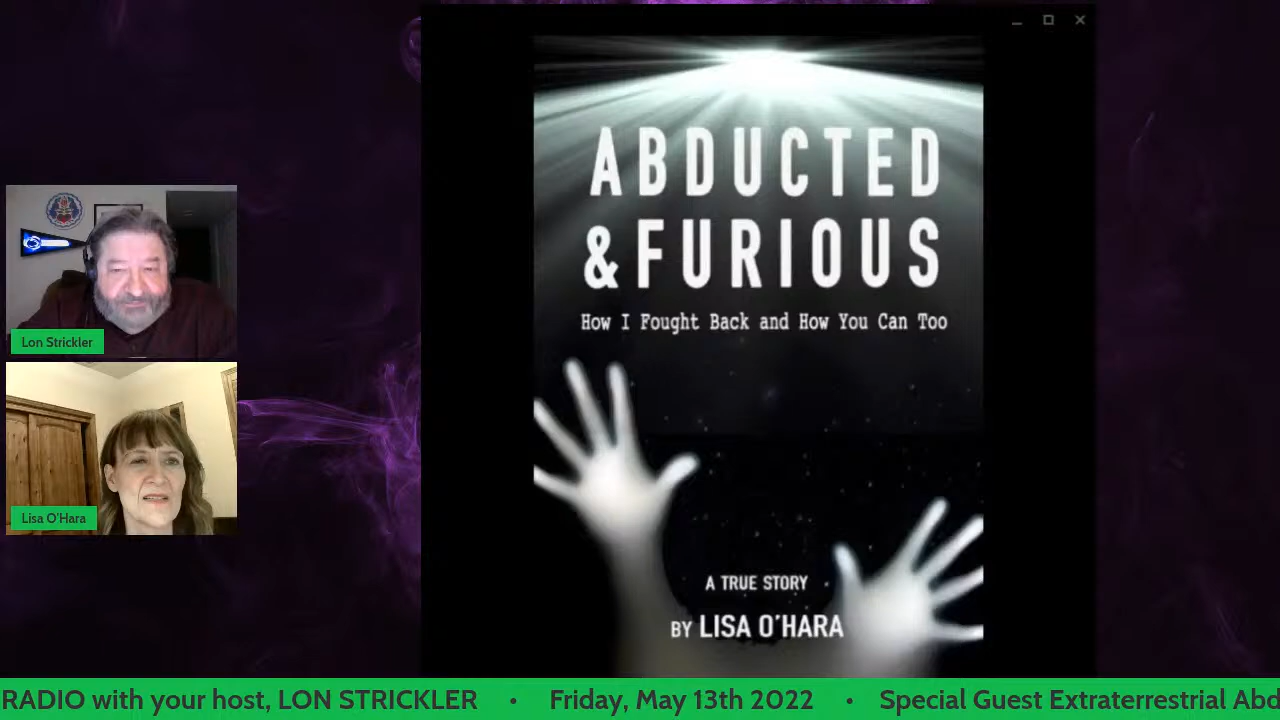 ABDUCTED
& FURIOUS
How I Fought Back and How You Can Too
A TRUE STORY
BY LISA O'HARA
Lon Strickler
Lisa O'Hara
RADIO with your host, LON STRICKLER • Friday, May 13th 2022 • Special Guest Extraterrestrial Abd